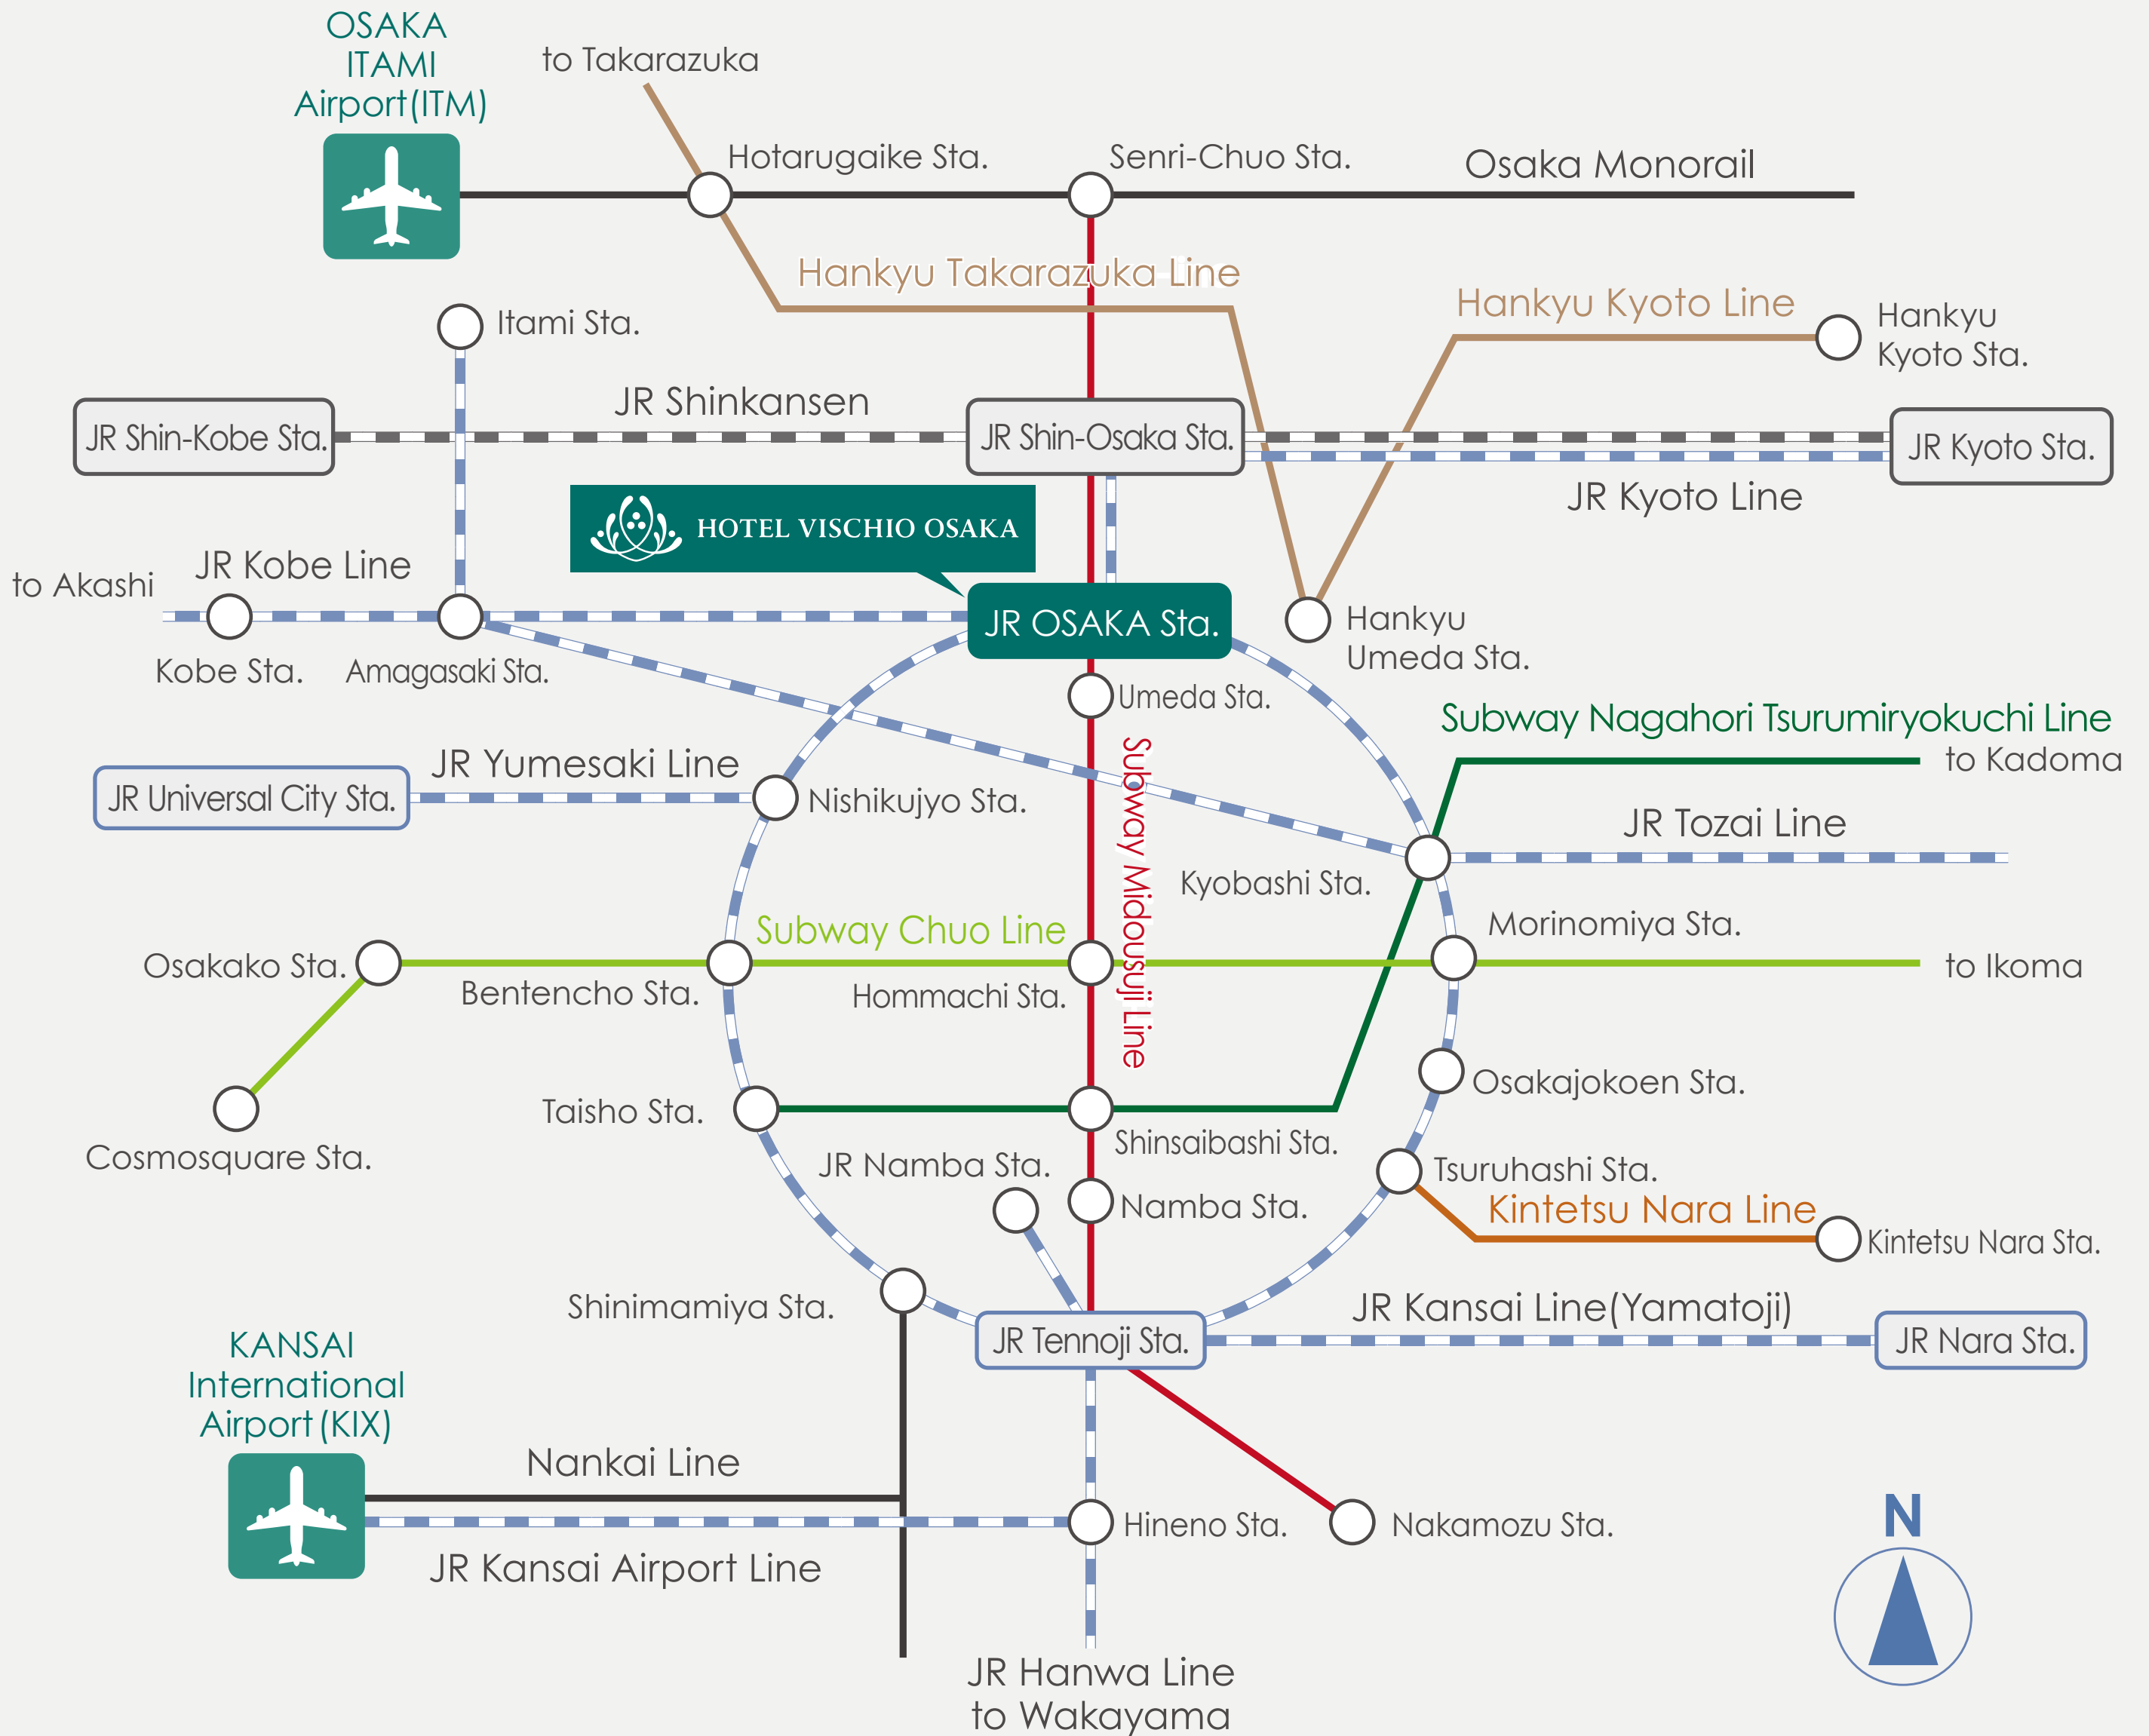 OSAKA
ITAMI
Airport(ITM)
to Takarazuka
Hotarugaike Sta.
Senri-Chuo Sta.
Osaka Monorail
Hankyu Takarazuka Line
Hankyu Kyoto Line
Hankyu
Kyoto Sta.
Itami Sta.
JR Shinkansen
JR Shin-Kobe Sta.
JR Shin-Osaka Sta.
JR Kyoto Sta.
JR Kyoto Line
HOTEL VISCHIO OSAKA
JR Kobe Line
to Akashi
JR OSAKA Sta.
Hankyu
Umeda Sta.
Kobe Sta.
Amagasaki Sta.
Umeda Sta.
Subway Nagahori Tsurumiryokuchi Line
to Kadoma
JR Yumesaki Line
JR Universal City Sta.
Nishikujyo Sta.
Subway Midousuji Line
JR Tozai Line
Kyobashi Sta.
Morinomiya Sta.
Subway Chuo Line
Osakako Sta.
Bentencho Sta.
Hommachi Sta.
to Ikoma
Osakajokoen Sta.
Taisho Sta.
Shinsaibashi Sta.
Cosmosquare Sta.
JR Namba Sta.
Namba Sta.
Tsuruhashi Sta.
Kintetsu Nara Line
Kintetsu Nara Sta.
Shinimamiya Sta.
JR Kansai Line(Yamatoji)
JR Tennoji Sta.
JR Nara Sta.
KANSAI
International
Airport(KIX)
Nankai Line
JR Kansai Airport Line
Hineno Sta.
Nakamozu Sta.
N
JR Hanwa Line
to Wakayama